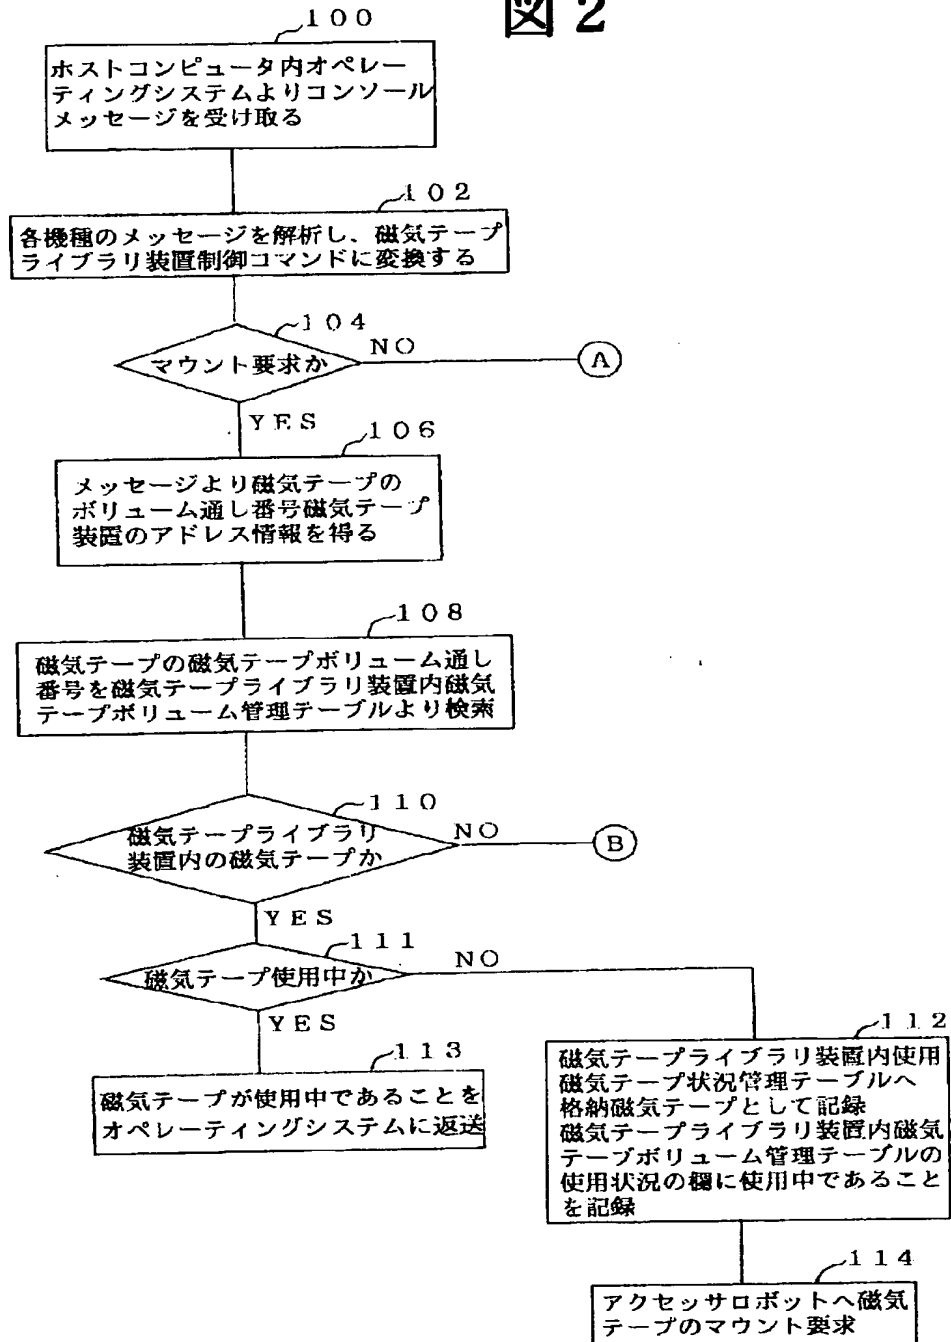 図2
100
ホストコンピュータ内オペレー
ティングシステムよりコンソール
メッセージを受け取る
102
各機種のメッセージを解析し、磁気テープ
ライブラリ装置制御コマンドに変換する
104
マウント要求か
NO
A
YES
106
メッセージより磁気テープの
ボリューム通し番号磁気テープ
装置のアドレス情報を得る
108
磁気テープの磁気テープボリューム通し
番号を磁気テープライブラリ装置内磁気
テープボリューム管理テーブルより検索
110
磁気テープライブラリ
装置内の磁気テープか
NO
B
YES
111
磁気テープ使用中か
NO
YES
113
磁気テープが使用中であることを
オペレーティングシステムに返送
112
磁気テープライブラリ装置内使用
磁気テープ状況管理テーブルへ
格納磁気テープとして記録
磁気テープライブラリ装置内磁気
テープボリューム管理テーブルの
使用状況の欄に使用中であること
を記録
114
アクセッサロボットへ磁気
テープのマウント要求